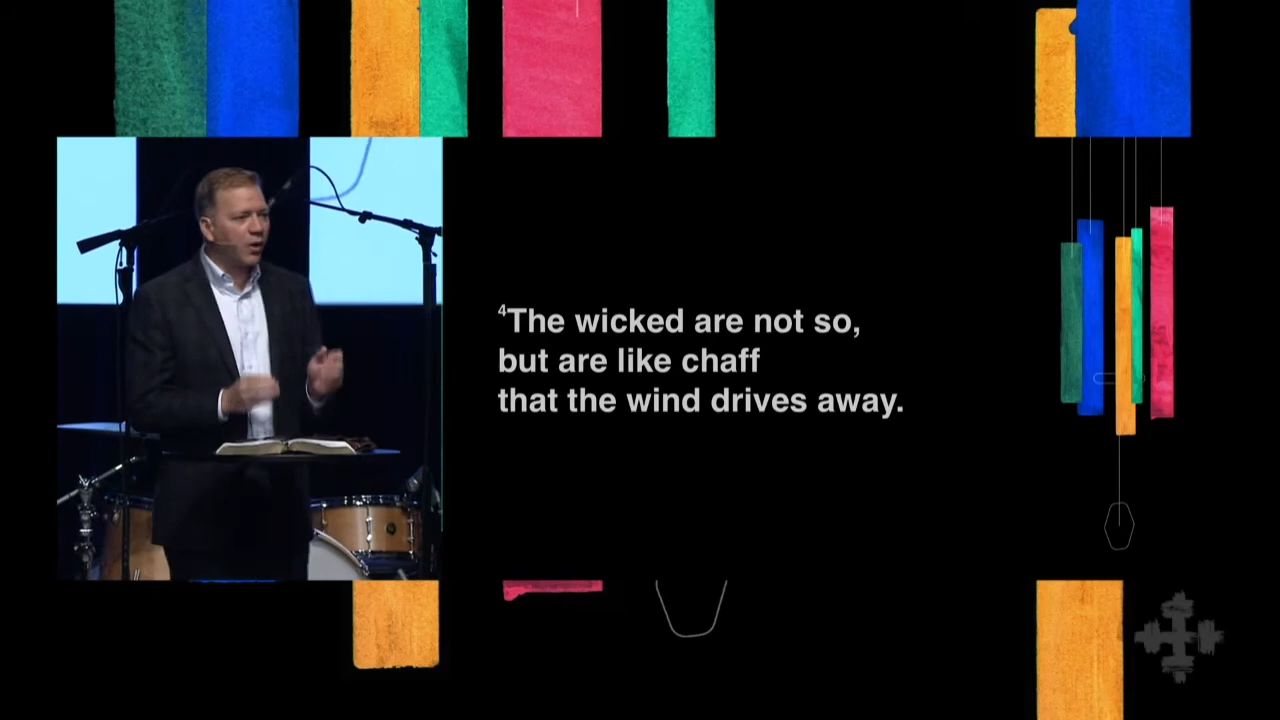 ⁴The wicked are not so,
but are like chaff
that the wind drives away.